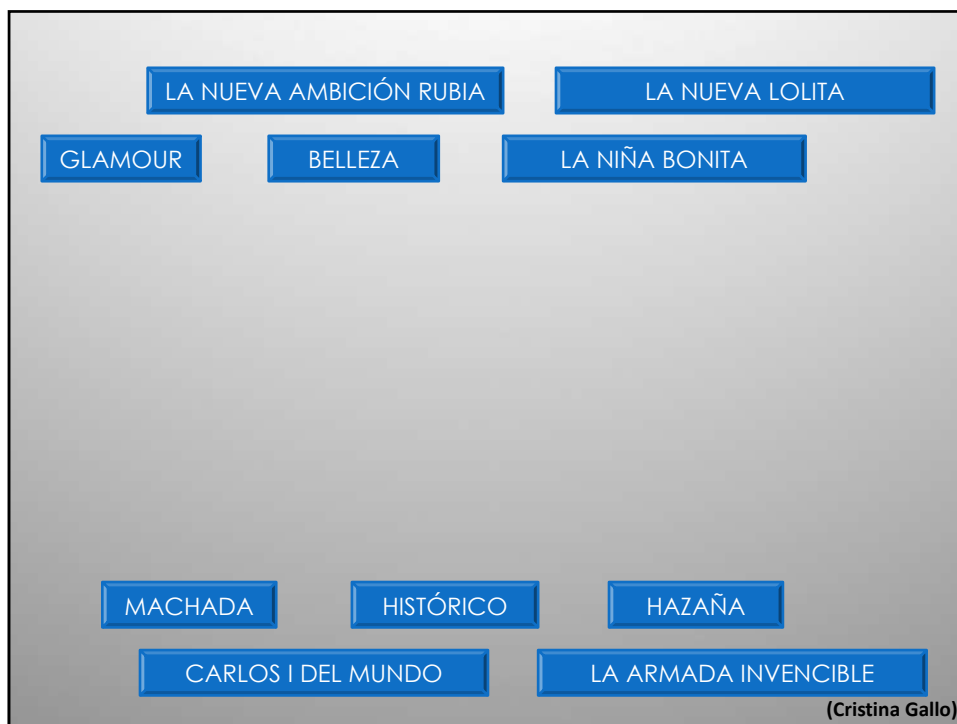 LA NUEVA AMBICIÓN RUBIA LA NUEVA LOLITA
GLAMOUR BELLEZA LA NIÑA BONITA
MACHADA HISTÓRICO HAZAÑA
CARLOS I DEL MUNDO LA ARMADA INVENCIBLE
(Cristina Gallo)